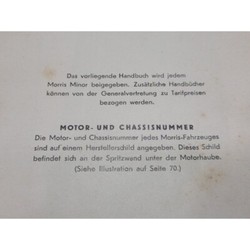 Das vorliegende Handbuch wird jedem
Morris Minor beigegeben. Zusätzliche Handbücher
können von der Generalvertretung zu Tarifpreisen
bezogen werden.
MOTOR- UND CHASSISNUMMER
Die Motor- und Chassisnummer jedes Morris-Fahrzeuges
sind auf einem Herstellerschild angegeben. Dieses Schild
befindet sich an der Spritzwand unter der Motorhaube.
(Siehe Illustration auf Seite 70.)